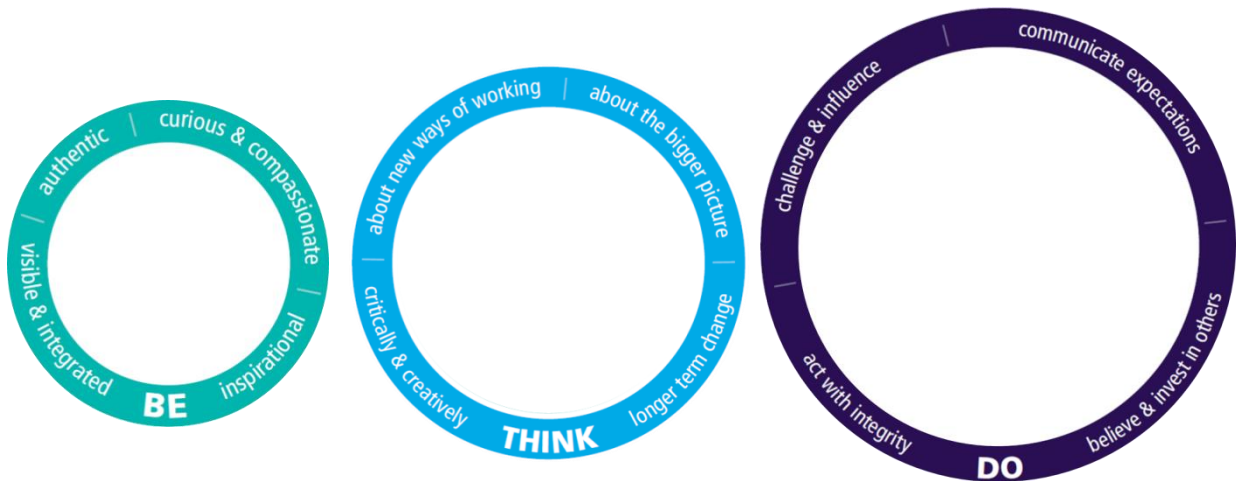 visible & integrated
authentic
curious & compassionate
inspirational
BE
critically & creatively
about new ways of working
about the bigger picture
longer term change
THINK
act with integrity
challenge & influence
communicate expectations
believe & invest in others
DO